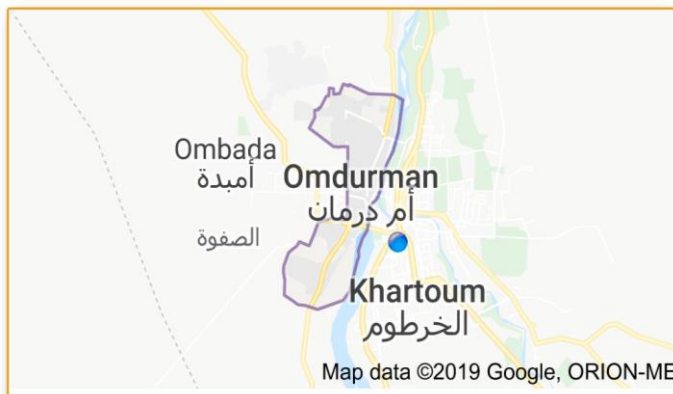 Ombada
أمبدة
Omdurman
أم درمان
الصفوة
Khartoum
الخرطوم
Map data ©2019 Google, ORION-ME